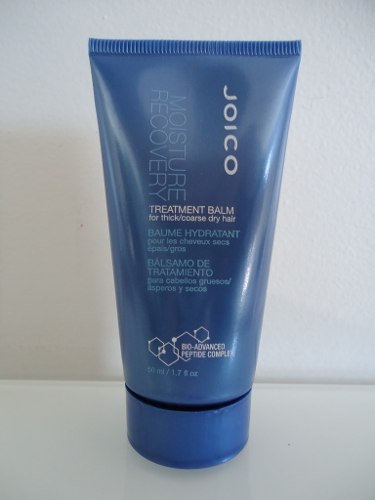 JOICO
MOISTURE
RECOVERY
TREATMENT BALM
for thick/coarse dry hair
BAUME HYDRATANT
pour les cheveux secs
épais/gros
BÁLSAMO DE
TRATAMIENTO
para cabellos gruesos/
ásperos y secos
BIO-ADVANCED
PEPTIDE COMPLEX
50 ml / 1.7 fl oz